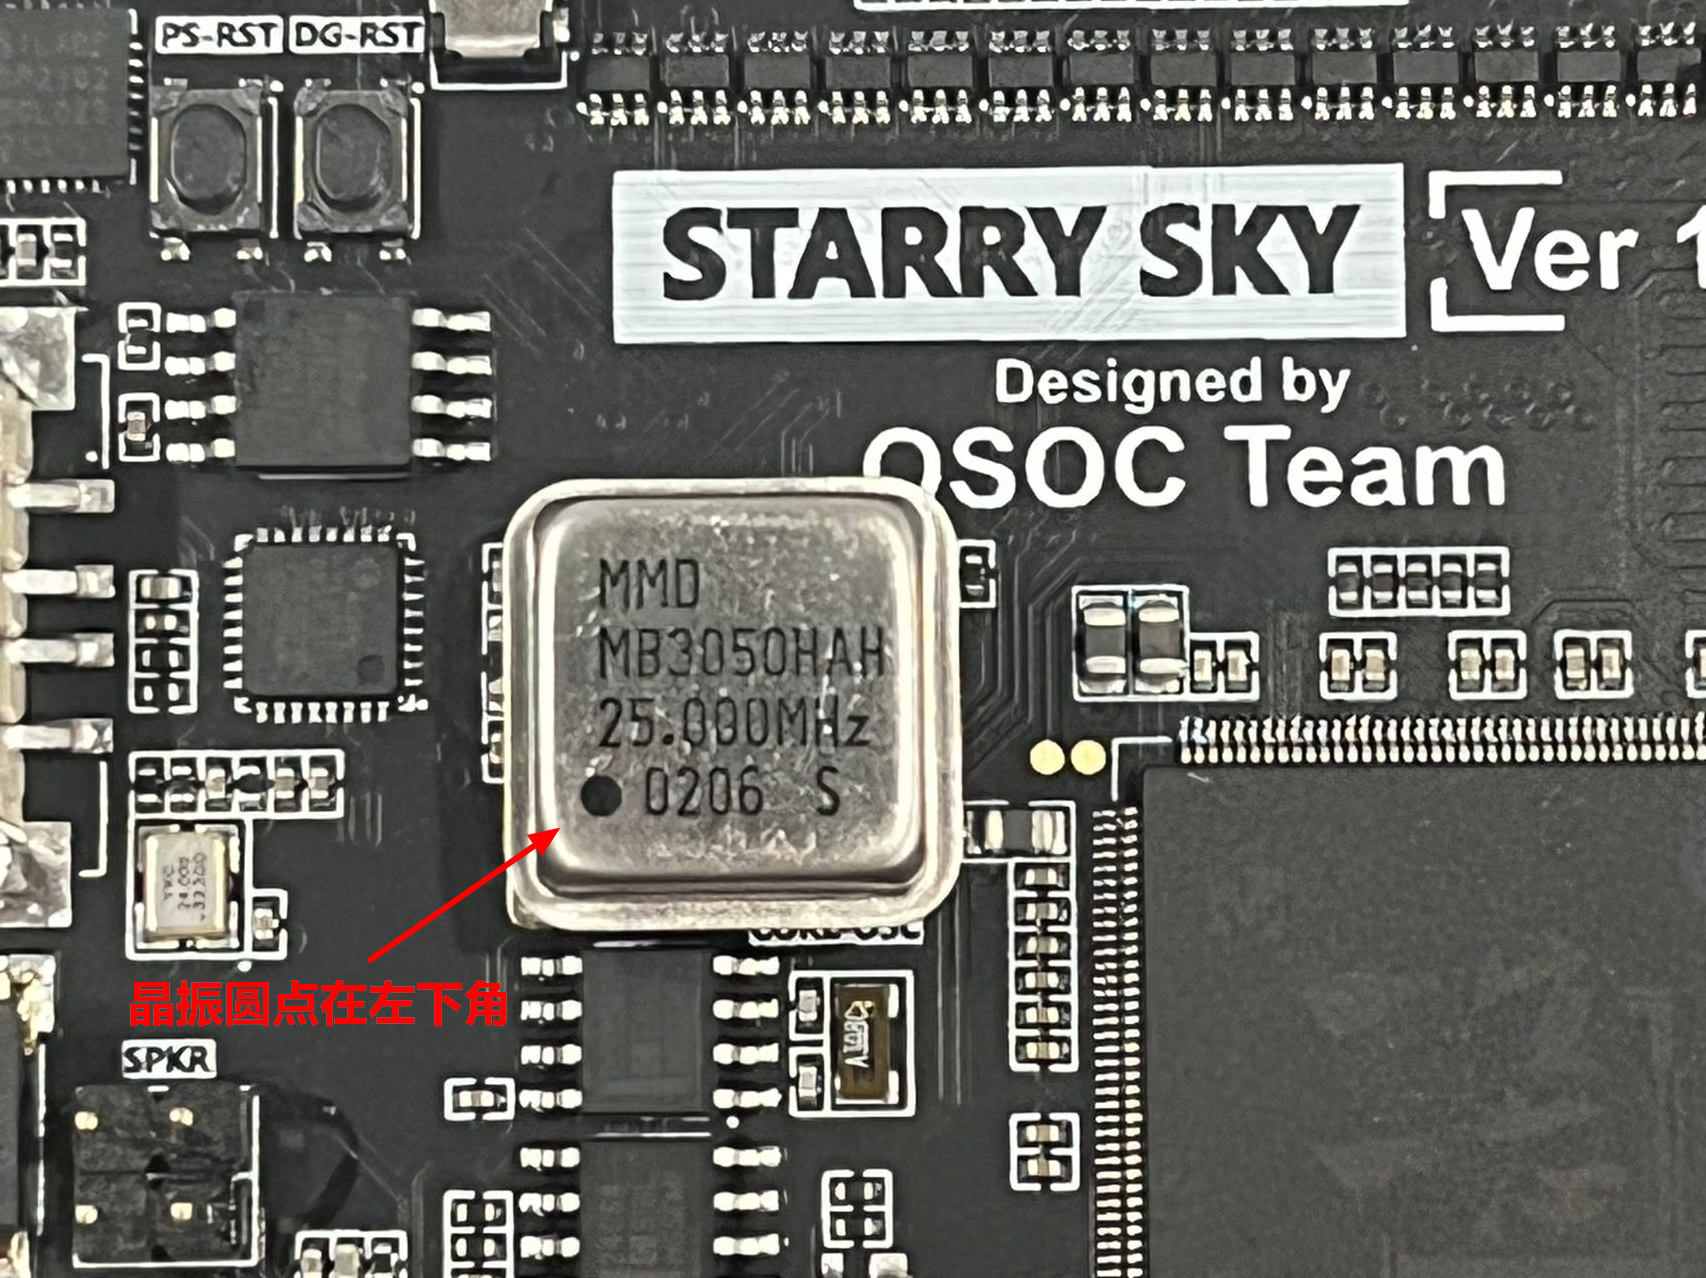 PS-RST DG-RST
STARRY SKY
Ver 1
Designed by
OSOC Team
MMD
MB3050HAH
25.000MHz
0206 S
晶振圆点在左下角
SPKR